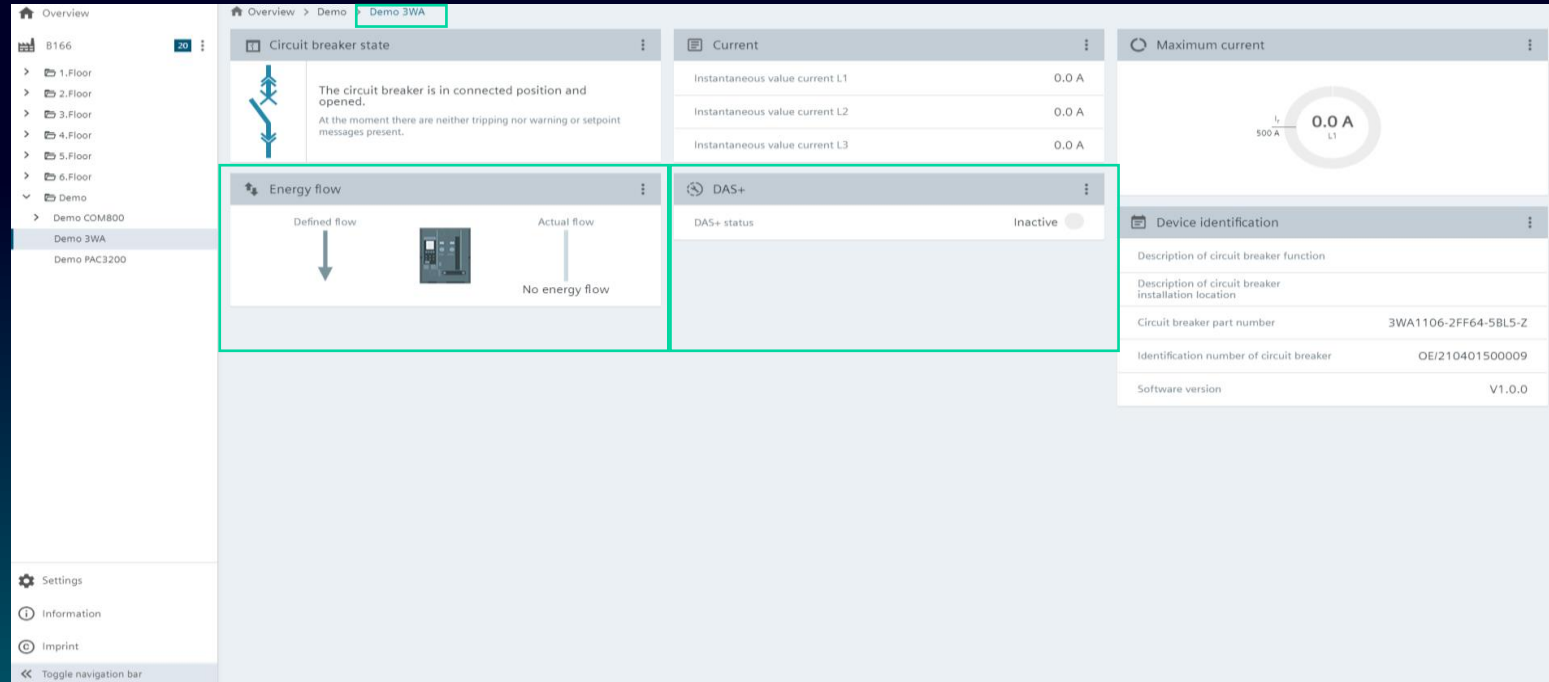 Overview
B166
20
1.Floor
2.Floor
3.Floor
4.Floor
5.Floor
6.Floor
Demo
Demo COM800
Demo 3WA
Demo PAC3200
Settings
Information
Imprint
Toggle navigation bar
Overview > Demo > Demo 3WA
Circuit breaker state
The circuit breaker is in connected position and
opened.
At the moment there are neither tripping nor warning or setpoint
messages present.
Current
Instantaneous value current L1 0.0 A
Instantaneous value current L2 0.0 A
Instantaneous value current L3 0.0 A
Maximum current
Ir
500 A
0.0 A
L1
Energy flow
Defined flow
Actual flow
No energy flow
DAS+
DAS+ status Inactive
Device identification
Description of circuit breaker function
Description of circuit breaker
installation location
Circuit breaker part number 3WA1106-2FF64-5BL5-Z
Identification number of circuit breaker OE/210401500009
Software version V1.0.0